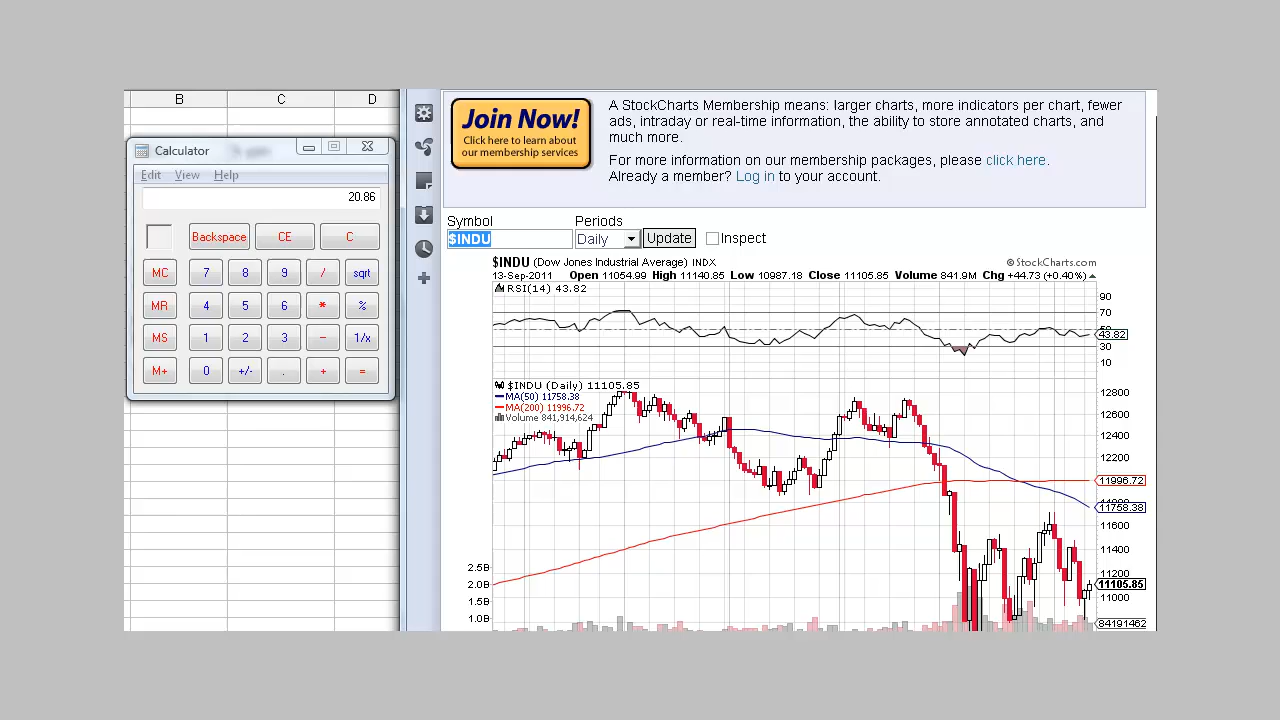 B C D
Calculator
Edit View Help
20.86
Backspace CE C
MC 7 8 9 / sqrt
MR 4 5 6 * %
MS 1 2 3 - 1/x
M+ 0 +/- . + =
Join Now!
Click here to learn about
our membership services
A StockCharts Membership means: larger charts, more indicators per chart, fewer
ads, intraday or real-time information, the ability to store annotated charts, and
much more.
For more information on our membership packages, please click here.
Already a member? Log in to your account.
Symbol Periods
$INDU Daily Update Inspect
$INDU (Dow Jones Industrial Average) INDX © StockCharts.com
13-Sep-2011 Open 11054.99 High 11140.85 Low 10987.18 Close 11105.85 Volume 841.9M Chg +44.73 (+0.40%)
RSI(14) 43.82
90
70
50
43.82
30
10
$INDU (Daily) 11105.85
MA(50) 11758.38
MA(200) 11996.72
Volume 841,914,624
12800
12600
12400
12200
11996.72
11800
11758.38
11600
11400
11200
11105.85
11000
84191462
2.5B
2.0B
1.5B
1.0B